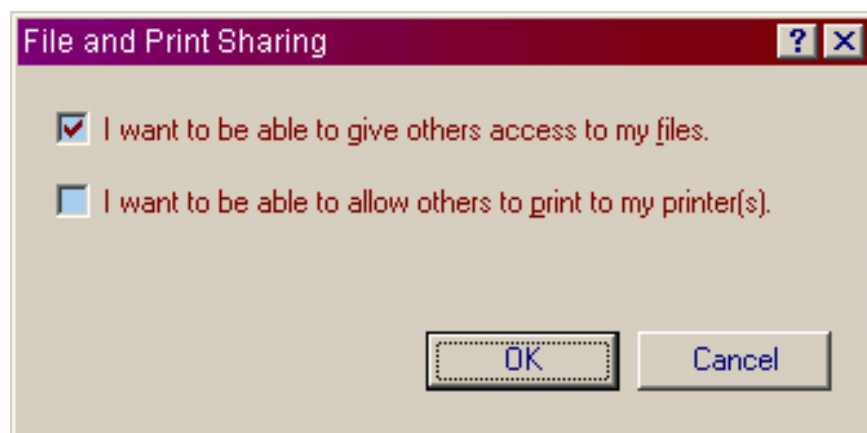 File and Print Sharing
I want to be able to give others access to my files.
I want to be able to allow others to print to my printer(s).
OK Cancel